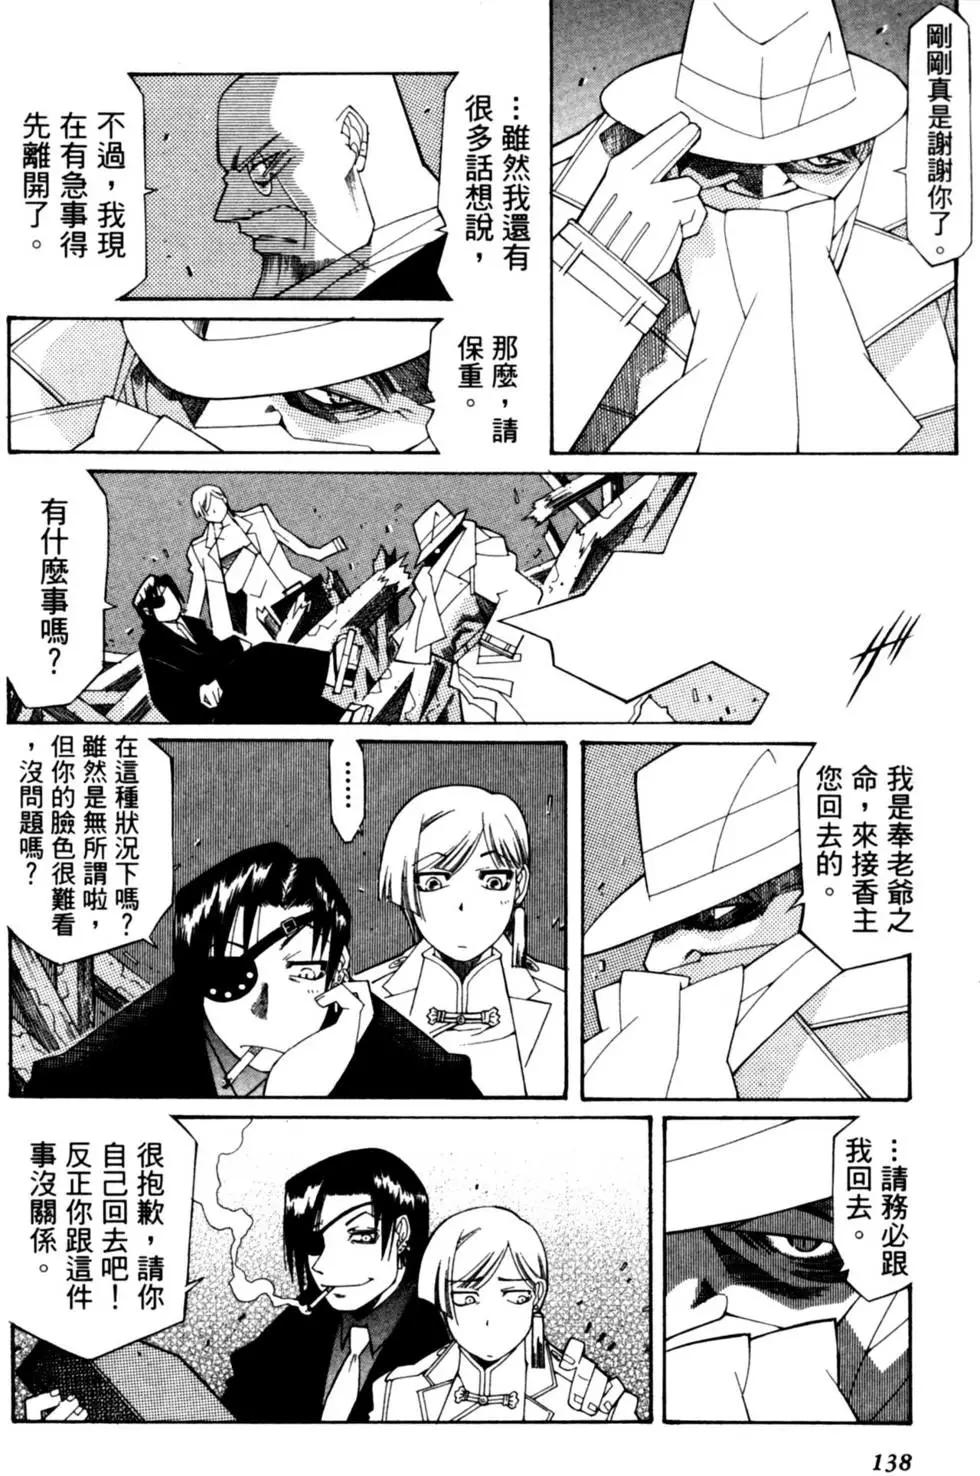 剛剛真是謝謝你了。
…雖然我還有
很多話想說，
不過，我現
在有急事得
先離開了。
那麼，請
保重。
有什麼事嗎？
我是奉老爺之
命，來接香主
您回去的。
……
在這種狀況下嗎？
雖然是無所謂啦，
但你的臉色很難看
，沒問題嗎？
…請務必跟
我回去。
很抱歉，請你
自己回去吧！
反正你跟這件
事沒關係。
138